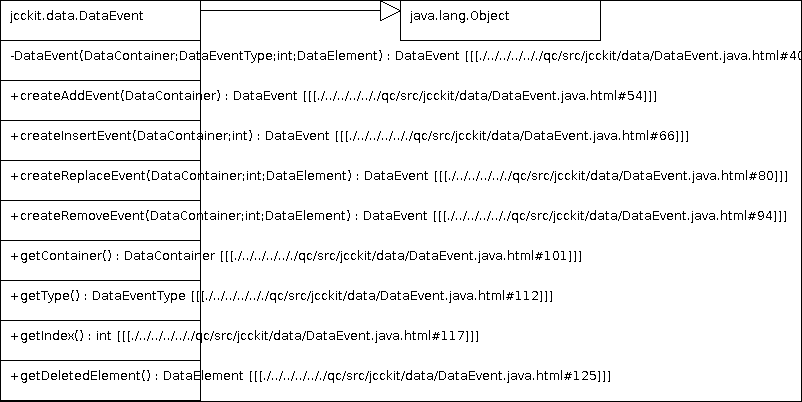 jcckit.data.DataEvent
java.lang.Object
-DataEvent(DataContainer;DataEventType;int;DataElement) : DataEvent [[[./../../../../../qc/src/jcckit/data/DataEvent.java.html#40
+createAddEvent(DataContainer) : DataEvent [[[./../../../../../qc/src/jcckit/data/DataEvent.java.html#54]]]
+createInsertEvent(DataContainer;int) : DataEvent [[[./../../../../../qc/src/jcckit/data/DataEvent.java.html#66]]]
+createReplaceEvent(DataContainer;int;DataElement) : DataEvent [[[./../../../../../qc/src/jcckit/data/DataEvent.java.html#80]]]
+createRemoveEvent(DataContainer;int;DataElement) : DataEvent [[[./../../../../../qc/src/jcckit/data/DataEvent.java.html#94]]]
+getContainer() : DataContainer [[[./../../../../../qc/src/jcckit/data/DataEvent.java.html#101]]]
+getType() : DataEventType [[[./../../../../../qc/src/jcckit/data/DataEvent.java.html#112]]]
+getIndex() : int [[[./../../../../../qc/src/jcckit/data/DataEvent.java.html#117]]]
+getDeletedElement() : DataElement [[[./../../../../../qc/src/jcckit/data/DataEvent.java.html#125]]]